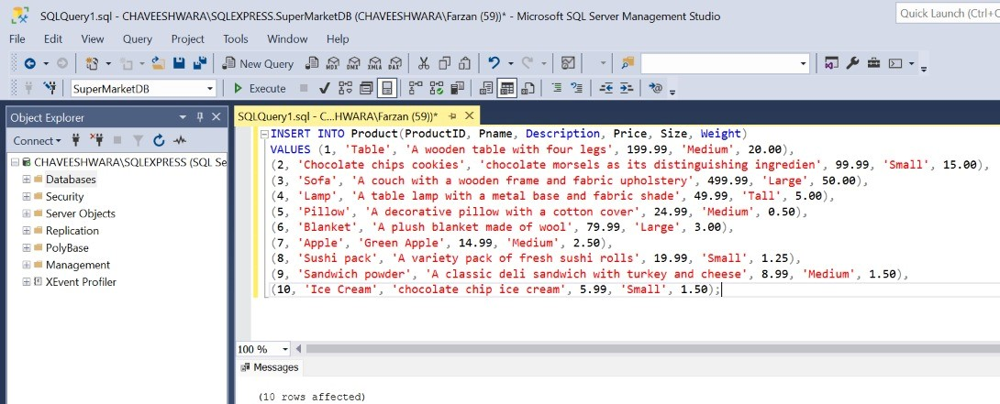 SQLQuery1.sql - CHAVEESHWARA\SQLEXPRESS.SuperMarketDB (CHAVEESHWARA\Farzan (59))* - Microsoft SQL Server Management Studio
Quick Launch (Ctrl+
File Edit View Query Project Tools Window Help
New Query MDX DMX XMLA DAX
SuperMarketDB Execute
Object Explorer
SQLQuery1.sql - C...HWARA\Farzan (59))*
Connect
CHAVEESHWARA\SQLEXPRESS (SQL Se
Databases
Security
Server Objects
Replication
PolyBase
Management
XEvent Profiler
INSERT INTO Product(ProductID, Pname, Description, Price, Size, Weight)
VALUES (1, 'Table', 'A wooden table with four legs', 199.99, 'Medium', 20.00),
(2, 'Chocolate chips cookies', 'chocolate morsels as its distinguishing ingredien', 99.99, 'Small', 15.00),
(3, 'Sofa', 'A couch with a wooden frame and fabric upholstery', 499.99, 'Large', 50.00),
(4, 'Lamp', 'A table lamp with a metal base and fabric shade', 49.99, 'Tall', 5.00),
(5, 'Pillow', 'A decorative pillow with a cotton cover', 24.99, 'Medium', 0.50),
(6, 'Blanket', 'A plush blanket made of wool', 79.99, 'Large', 3.00),
(7, 'Apple', 'Green Apple', 14.99, 'Medium', 2.50),
(8, 'Sushi pack', 'A variety pack of fresh sushi rolls', 19.99, 'Small', 1.25),
(9, 'Sandwich powder', 'A classic deli sandwich with turkey and cheese', 8.99, 'Medium', 1.50),
(10, 'Ice Cream', 'chocolate chip ice cream', 5.99, 'Small', 1.50);
100 %
Messages
(10 rows affected)